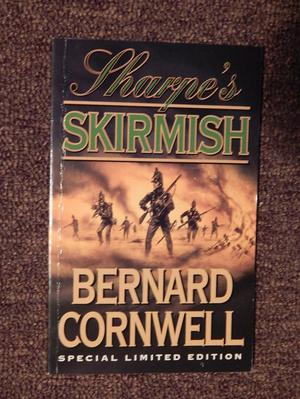 Sharpe's
SKIRMISH
BERNARD
CORNWELL
SPECIAL LIMITED EDITION